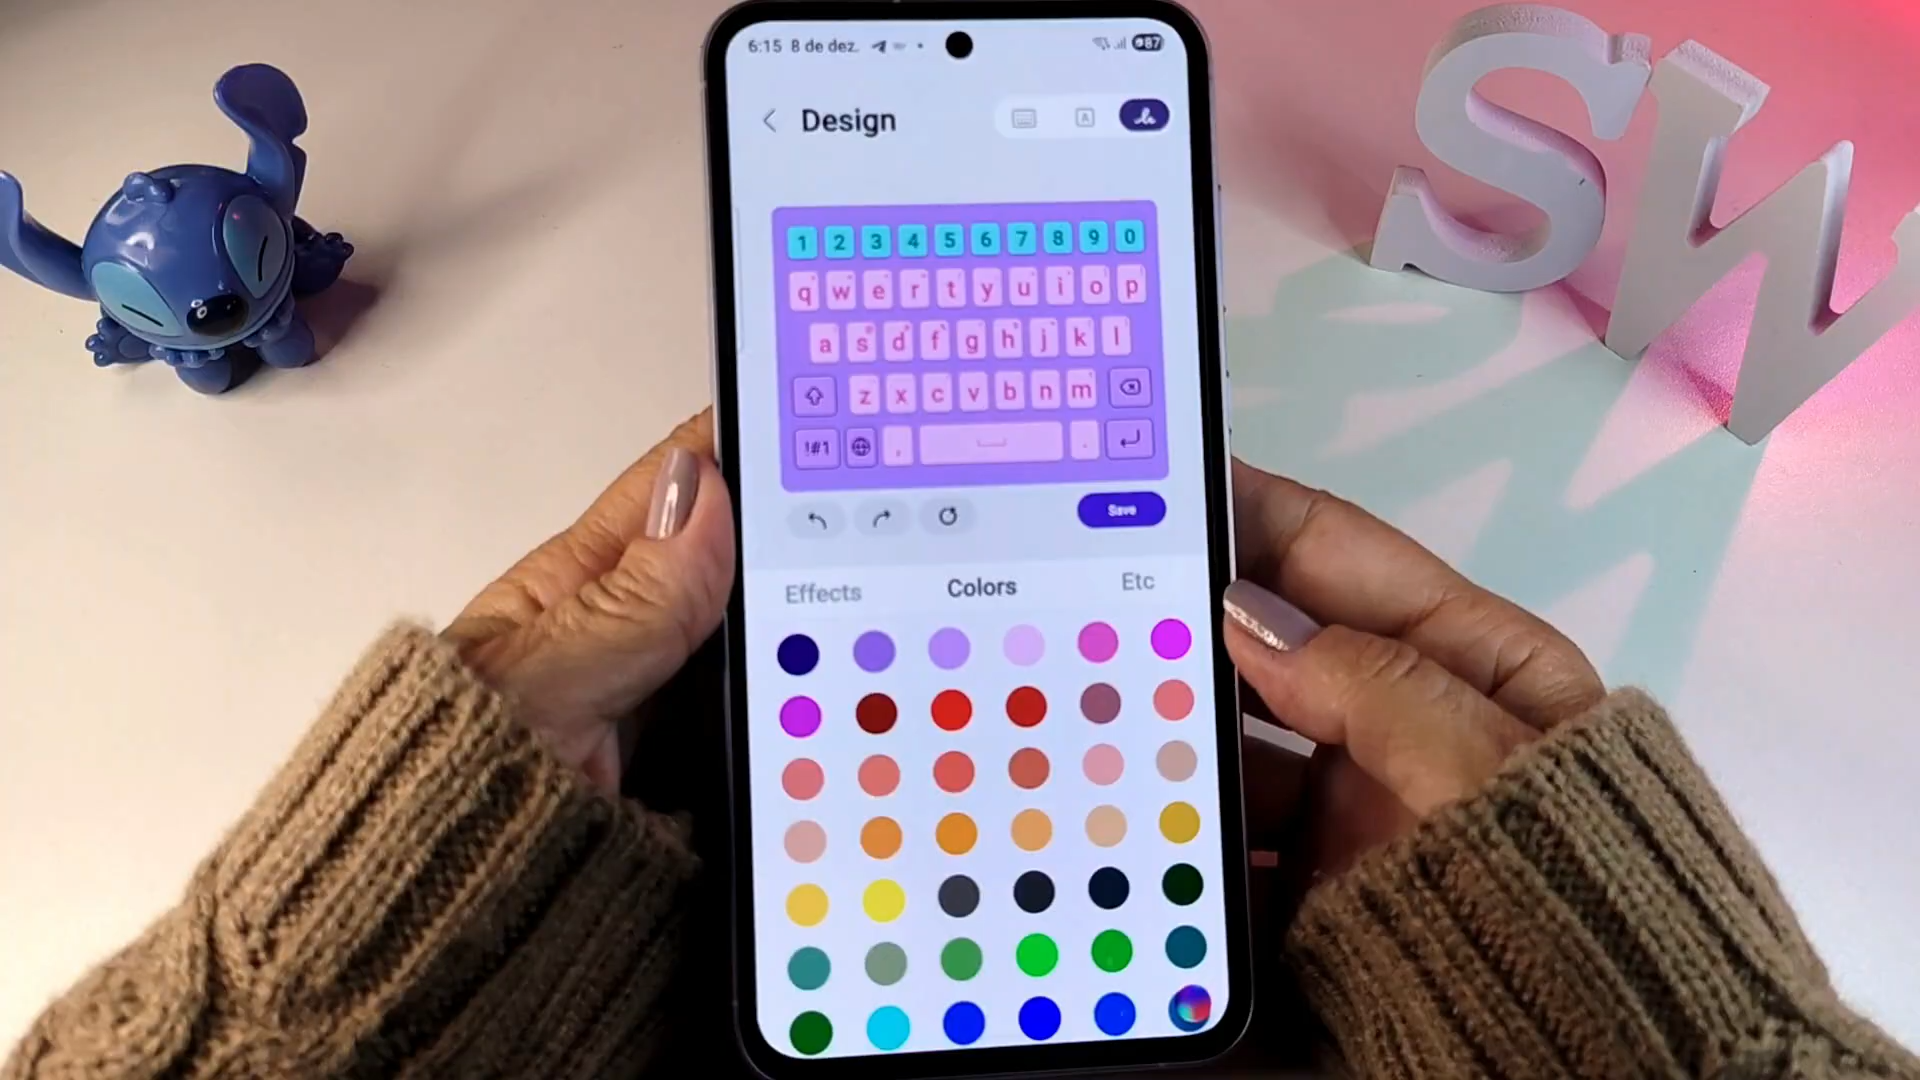 6:15 8 de dez.
87
Design
A
1 2 3 4 5 6 7 8 9 0
q w e r t y u i o p
a s d f g h j k l
z x c v b n m
!#1 , .
Save
Effects Colors Etc
SW